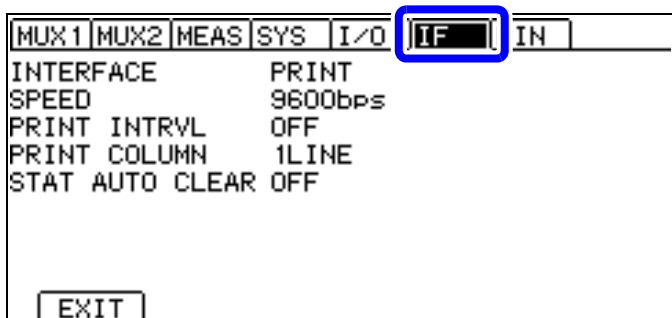 MUX1 MUX2 MEAS SYS I/O IF IN
INTERFACE PRINT
SPEED 9600bps
PRINT INTRVL OFF
PRINT COLUMN 1LINE
STAT AUTO CLEAR OFF
EXIT